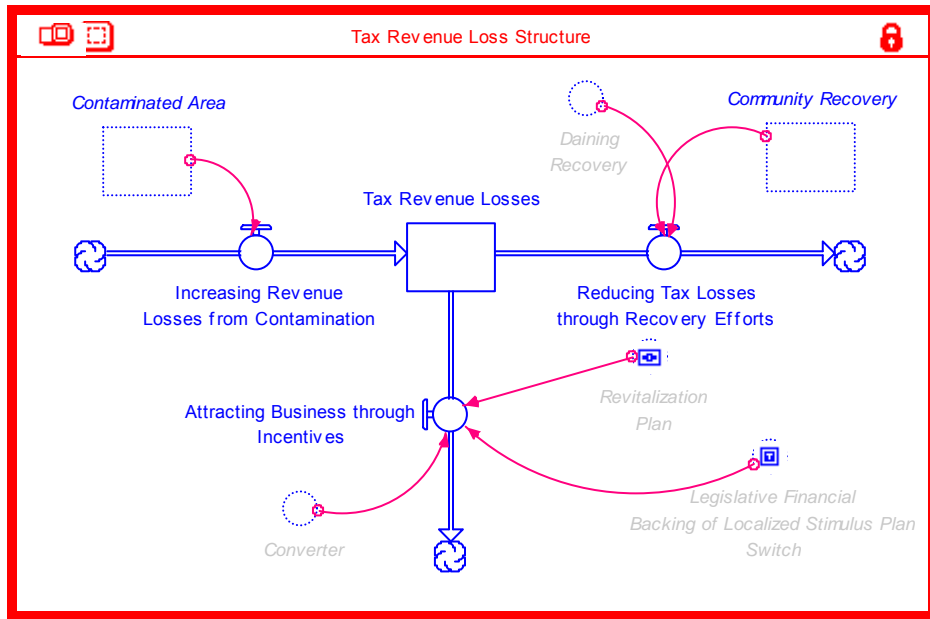 Tax Revenue Loss Structure
Contaminated Area
Community Recovery
Daining
Recovery
Tax Revenue Losses
Increasing Revenue
Losses from Contamination
Reducing Tax Losses
through Recovery Efforts
Revitalization
Plan
Attracting Business through
Incentives
T
Legislative Financial
Backing of Localized Stimulus Plan
Switch
Converter